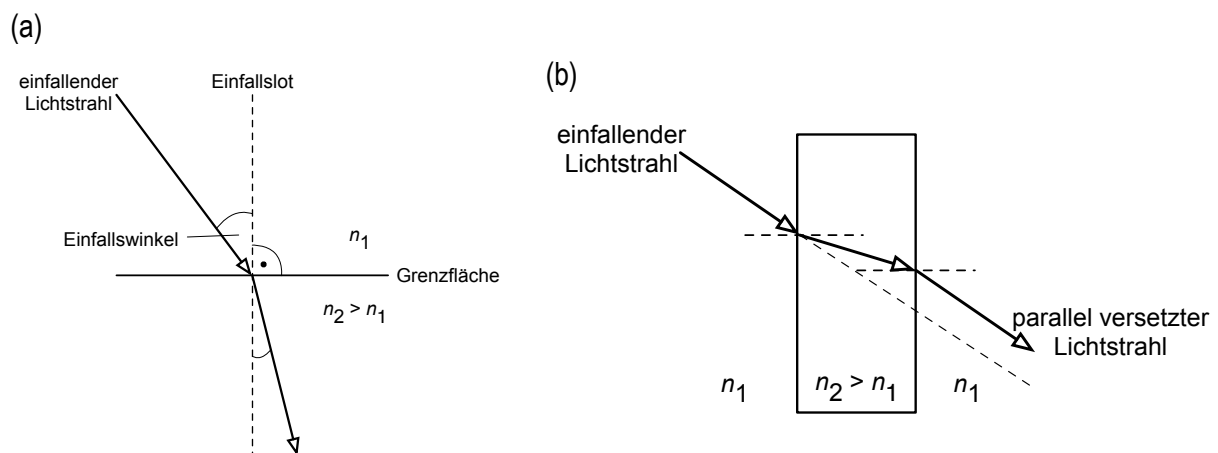 (a)
einfallender
Lichtstrahl
Einfallslot
Einfallswinkel
n1
Grenzfläche
n2 > n1
(b)
einfallender
Lichtstrahl
parallel versetzter
Lichtstrahl
n1
n2 > n1
n1